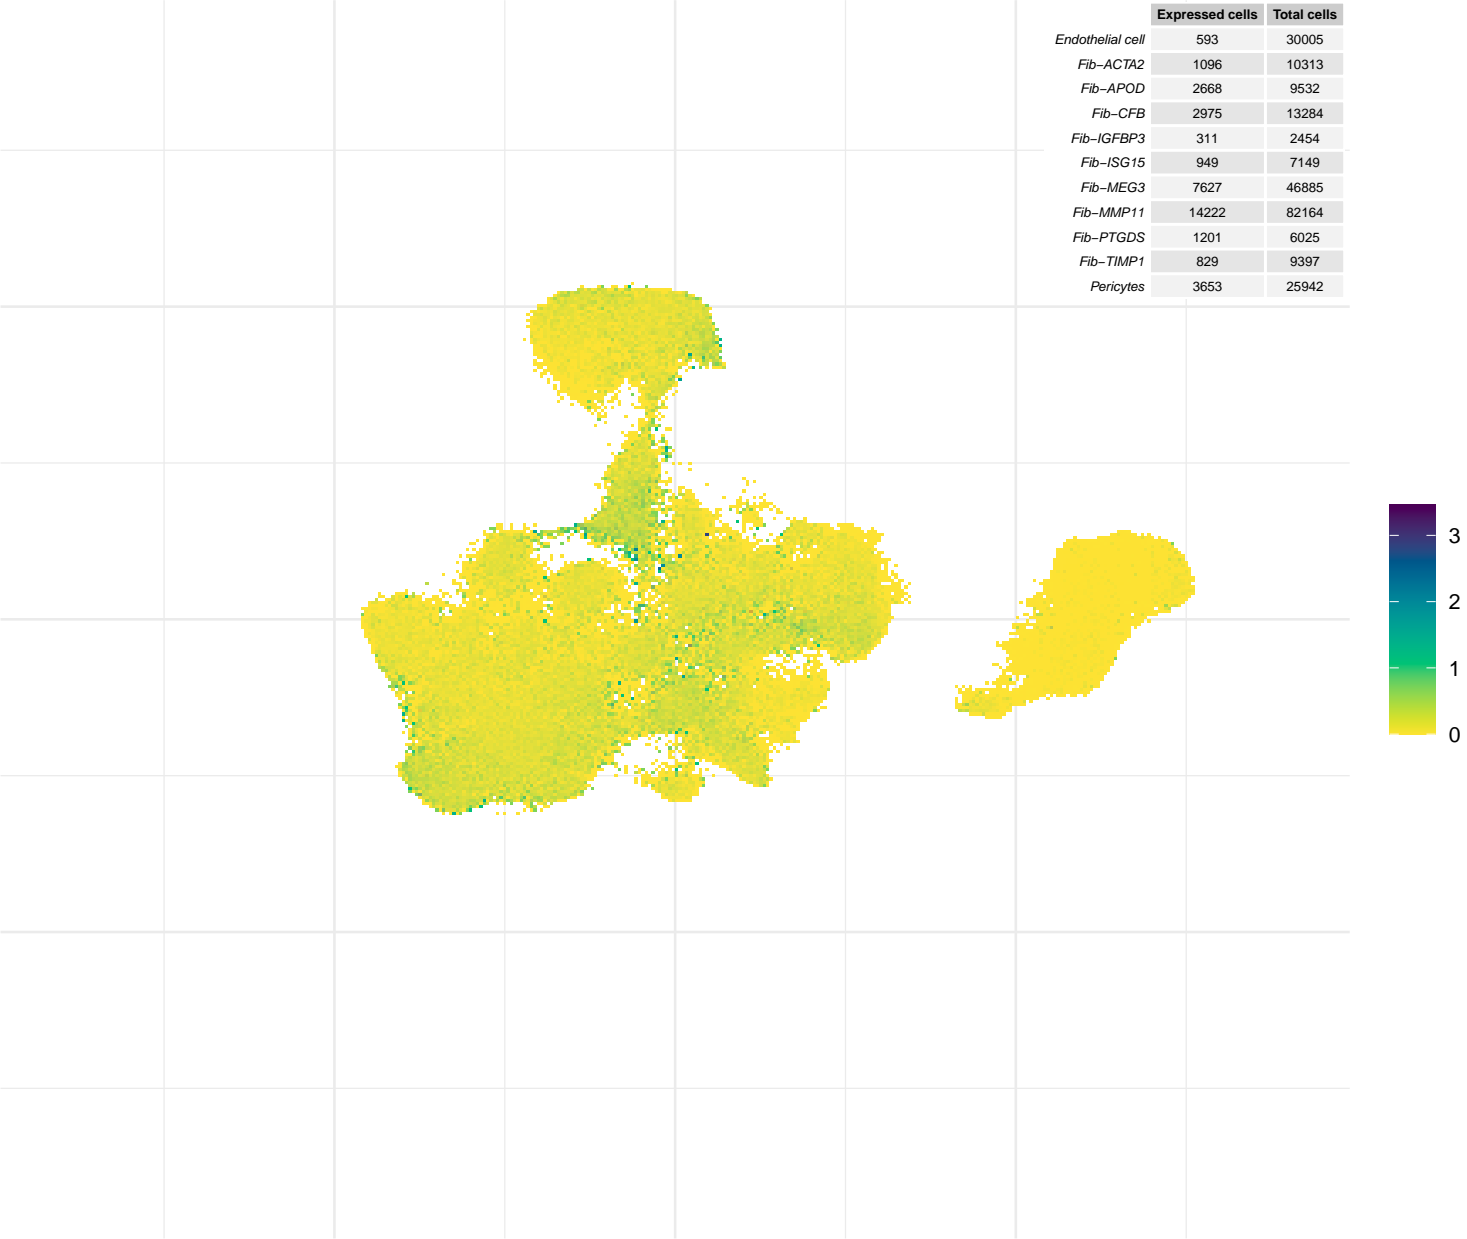 Expressed cells Total cells
Endothelial cell 593 30005
Fib−ACTA2 1096 10313
Fib−APOD 2668 9532
Fib−CFB 2975 13284
Fib−IGFBP3 311 2454
Fib−ISG15 949 7149
Fib−MEG3 7627 46885
Fib−MMP11 14222 82164
Fib−PTGDS 1201 6025
Fib−TIMP1 829 9397
Pericytes 3653 25942
3
2
1
0